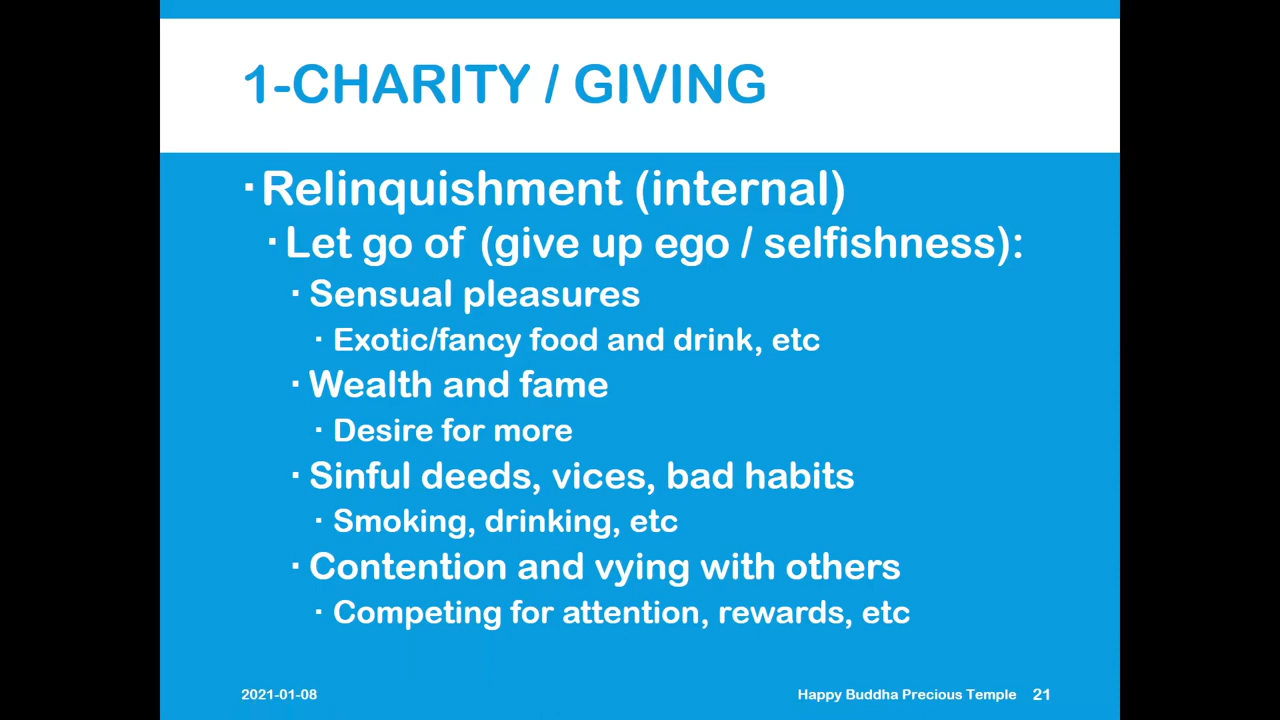 1-CHARITY / GIVING
▪ Relinquishment (internal)
▪ Let go of (give up ego / selfishness):
▪ Sensual pleasures
▪ Exotic/fancy food and drink, etc
▪ Wealth and fame
▪ Desire for more
▪ Sinful deeds, vices, bad habits
▪ Smoking, drinking, etc
▪ Contention and vying with others
▪ Competing for attention, rewards, etc
2021-01-08 Happy Buddha Precious Temple 21